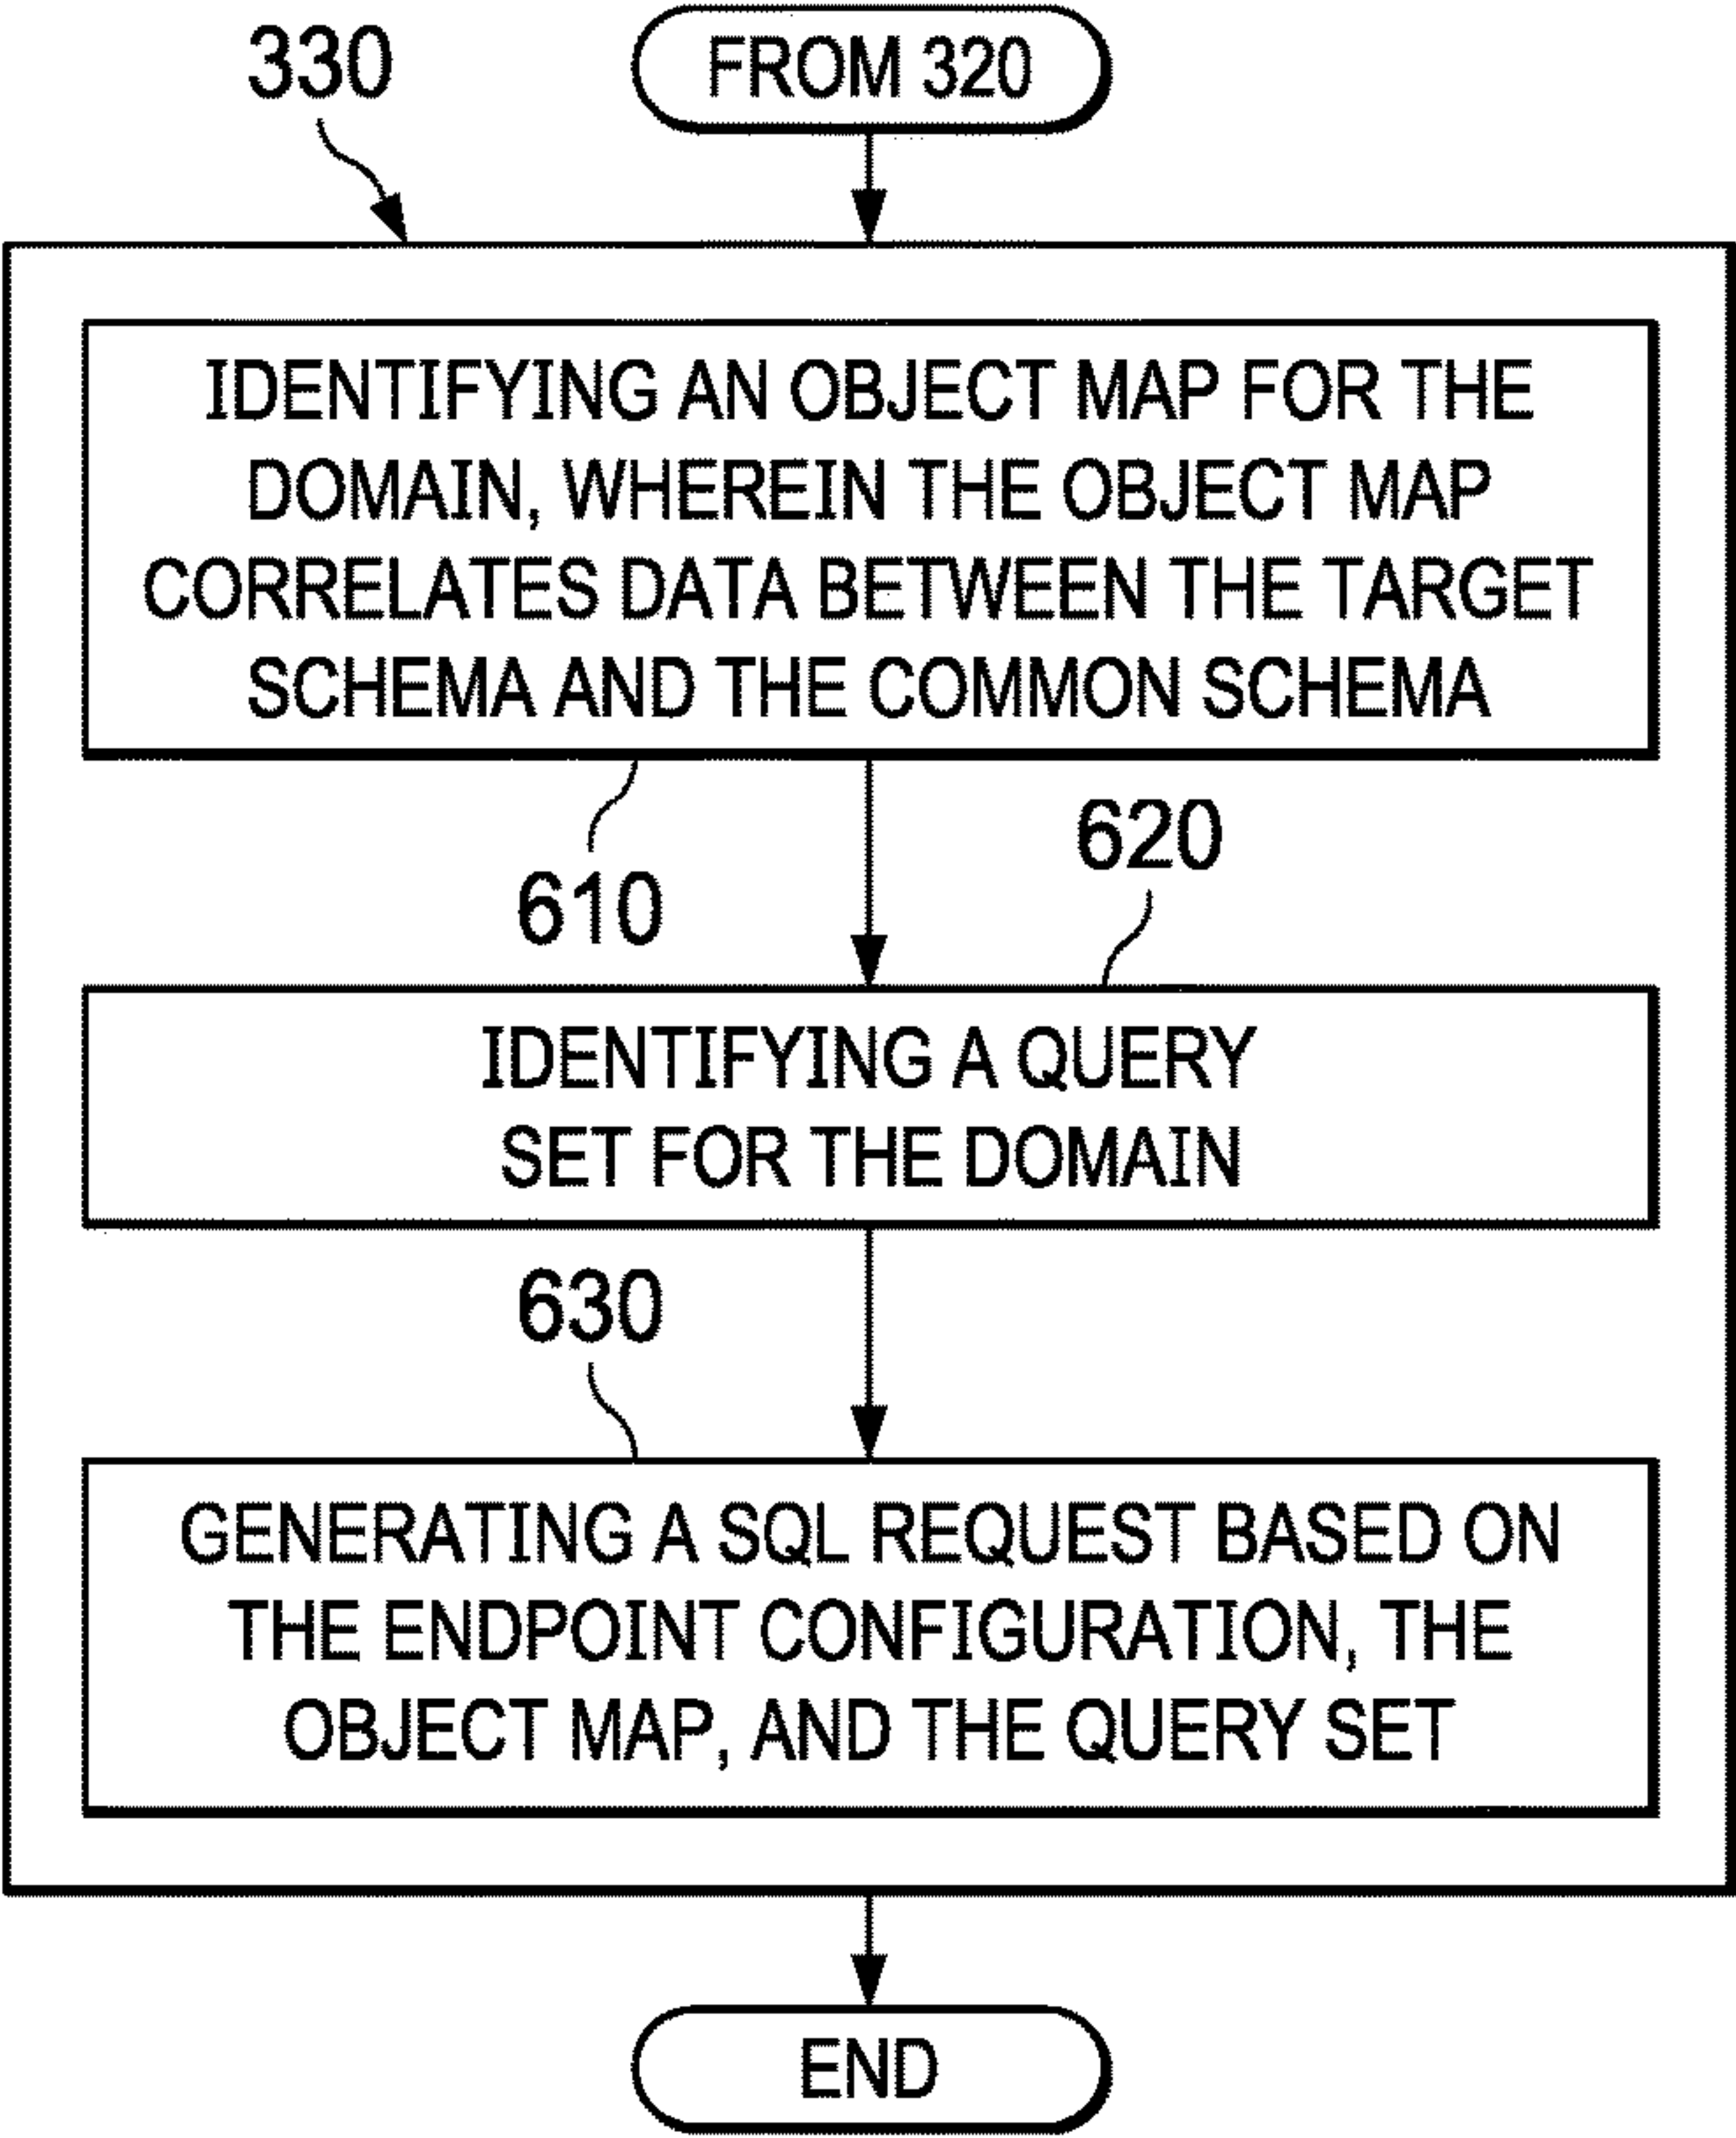 330
FROM 320
IDENTIFYING AN OBJECT MAP FOR THE
DOMAIN, WHEREIN THE OBJECT MAP
CORRELATES DATA BETWEEN THE TARGET
SCHEMA AND THE COMMON SCHEMA
610
620
IDENTIFYING A QUERY
SET FOR THE DOMAIN
630
GENERATING A SQL REQUEST BASED ON
THE ENDPOINT CONFIGURATION, THE
OBJECT MAP, AND THE QUERY SET
END